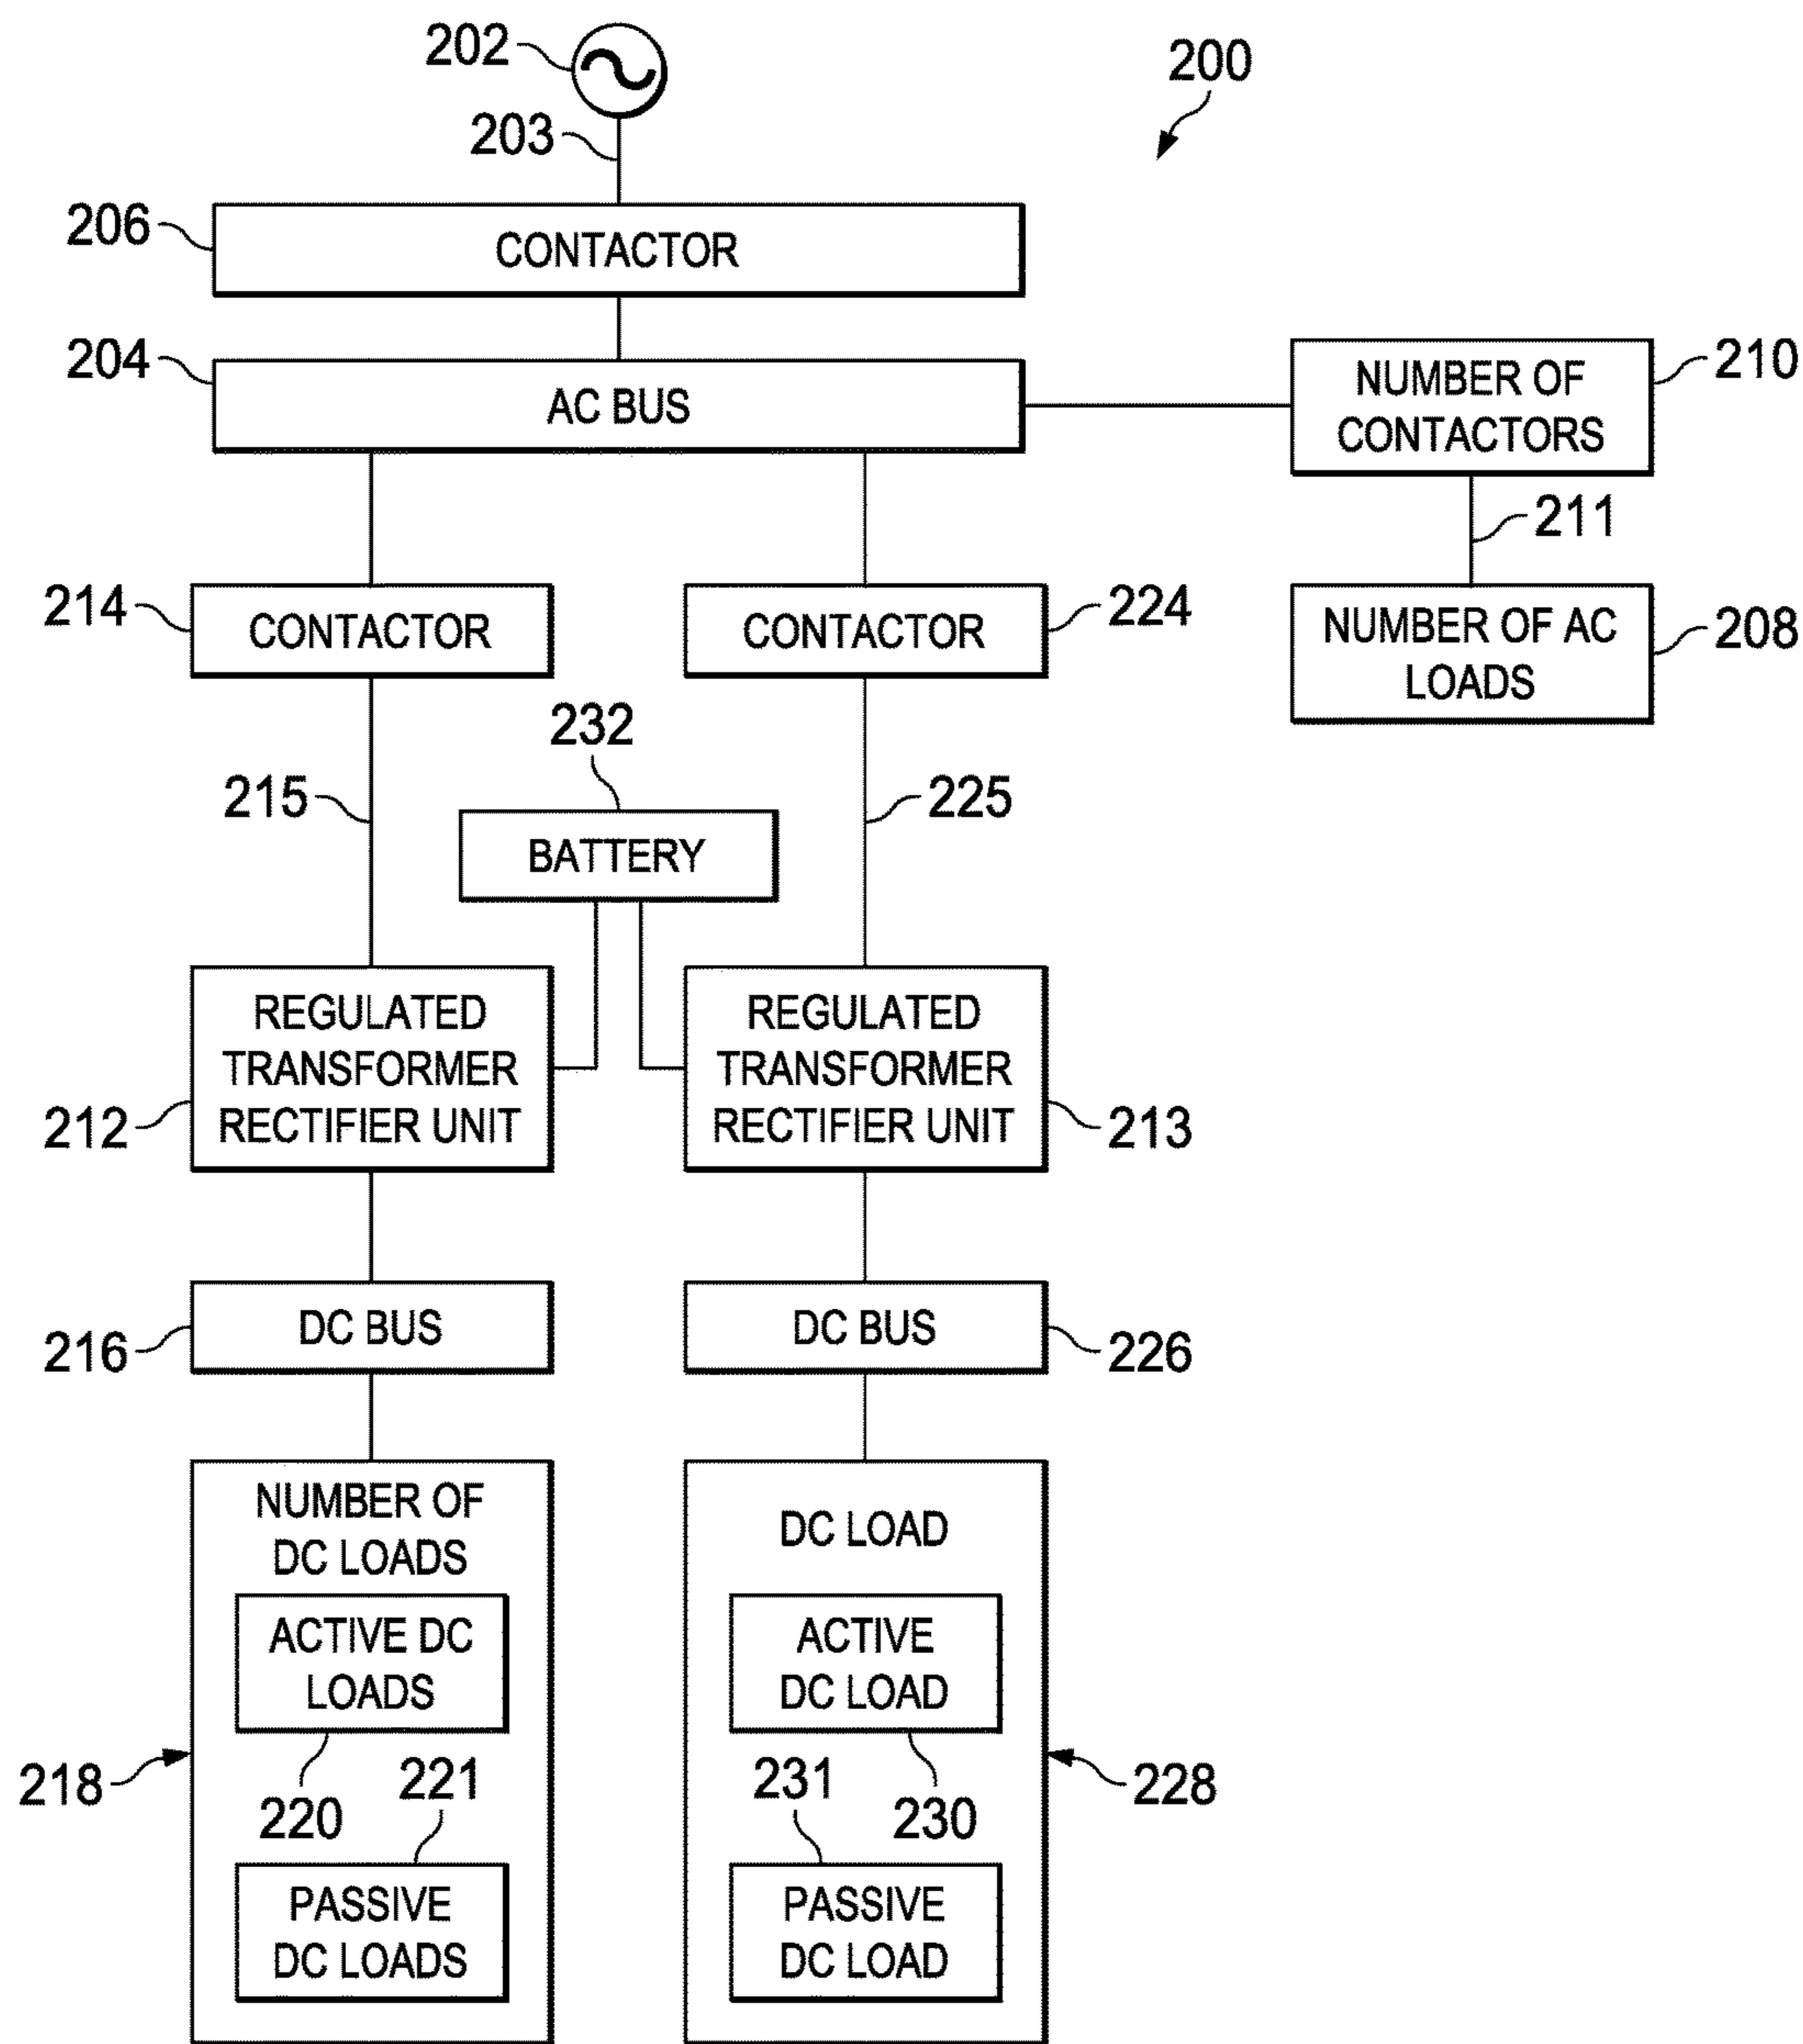 202
200
203
206
CONTACTOR
204
AC BUS
NUMBER OF
CONTACTORS
210
211
214
CONTACTOR
CONTACTOR
224
NUMBER OF AC
LOADS
208
232
215
225
BATTERY
REGULATED
TRANSFORMER
RECTIFIER UNIT
212
REGULATED
TRANSFORMER
RECTIFIER UNIT
213
DC BUS
216
DC BUS
226
NUMBER OF
DC LOADS
DC LOAD
ACTIVE DC
LOADS
ACTIVE
DC LOAD
218
220
221
231
230
228
PASSIVE
DC LOADS
PASSIVE
DC LOAD